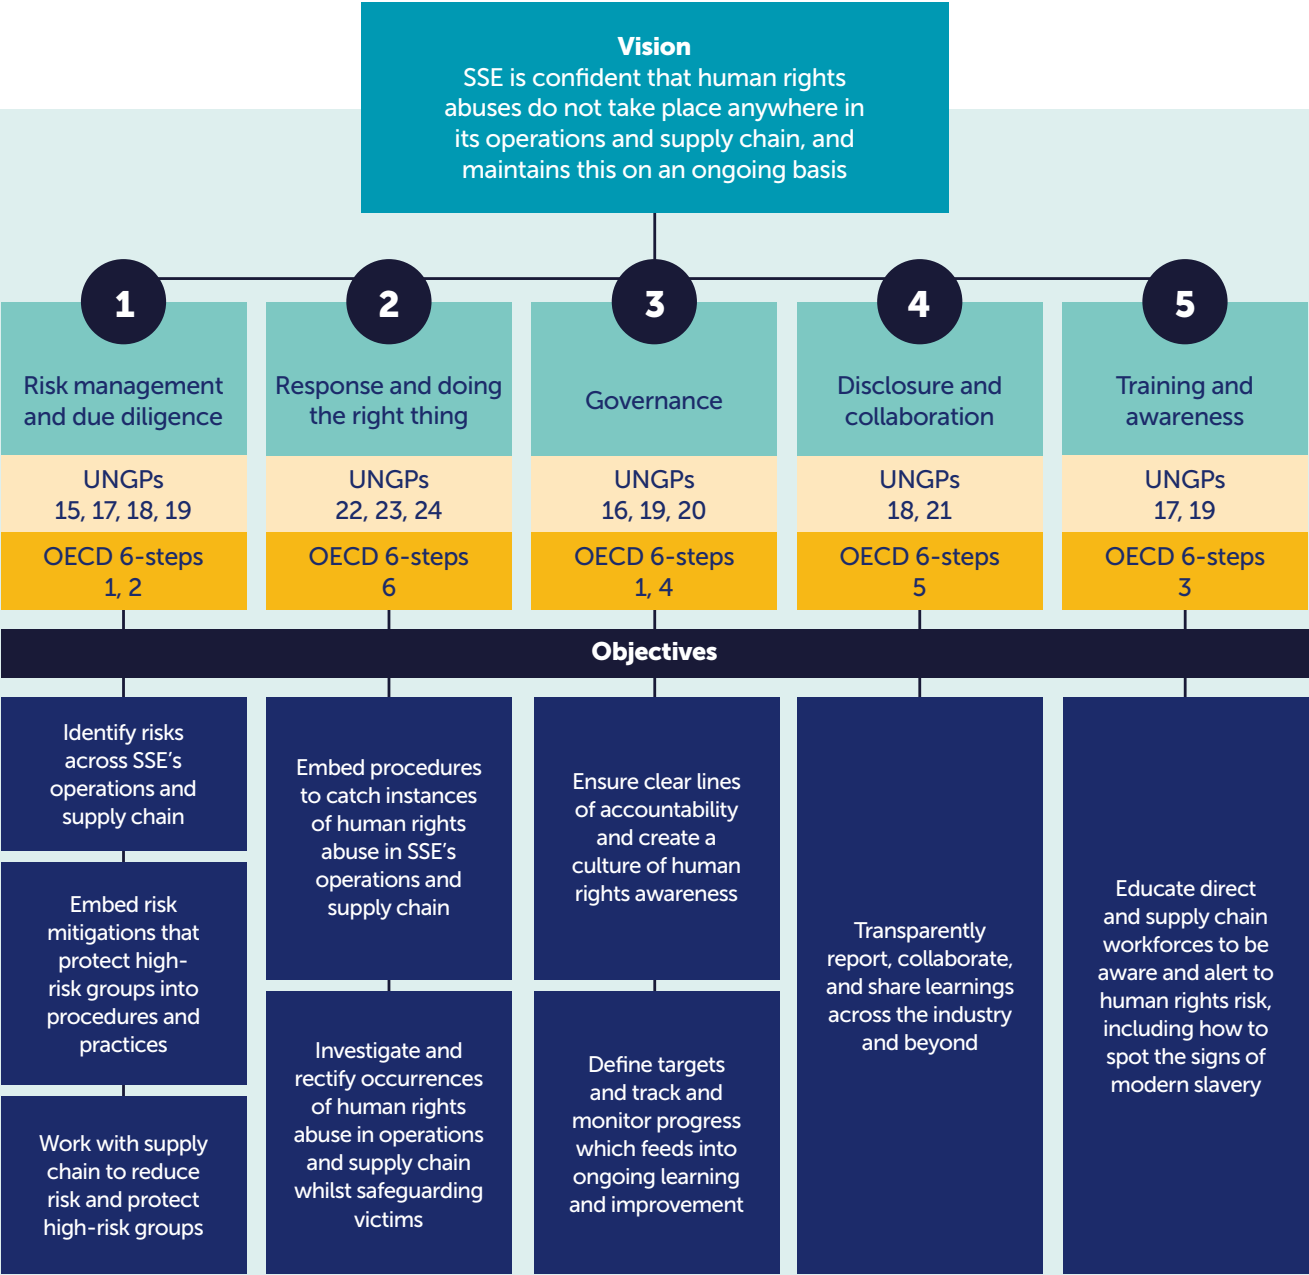 Vision
SSE is confident that human rights
abuses do not take place anywhere in
its operations and supply chain, and
maintains this on an ongoing basis
1
Risk management
and due diligence
UNGPs
15, 17, 18, 19
OECD 6-steps
1, 2
2
Response and doing
the right thing
UNGPs
22, 23, 24
OECD 6-steps
6
3
Governance
UNGPs
16, 19, 20
OECD 6-steps
1, 4
4
Disclosure and
collaboration
UNGPs
18, 21
OECD 6-steps
5
5
Training and
awareness
UNGPs
17, 19
OECD 6-steps
3
Objectives
Identify risks
across SSE's
operations and
supply chain
Embed risk
mitigations that
protect high-
risk groups into
procedures and
practices
Work with supply
chain to reduce
risk and protect
high-risk groups
Embed procedures
to catch instances
of human rights
abuse in SSE's
operations and
supply chain
Investigate and
rectify occurrences
of human rights
abuse in operations
and supply chain
whilst safeguarding
victims
Ensure clear lines
of accountability
and create a
culture of human
rights awareness
Define targets
and track and
monitor progress
which feeds into
ongoing learning
and improvement
Transparently
report, collaborate,
and share learnings
across the industry
and beyond
Educate direct
and supply chain
workforces to be
aware and alert to
human rights risk,
including how to
spot the signs of
modern slavery